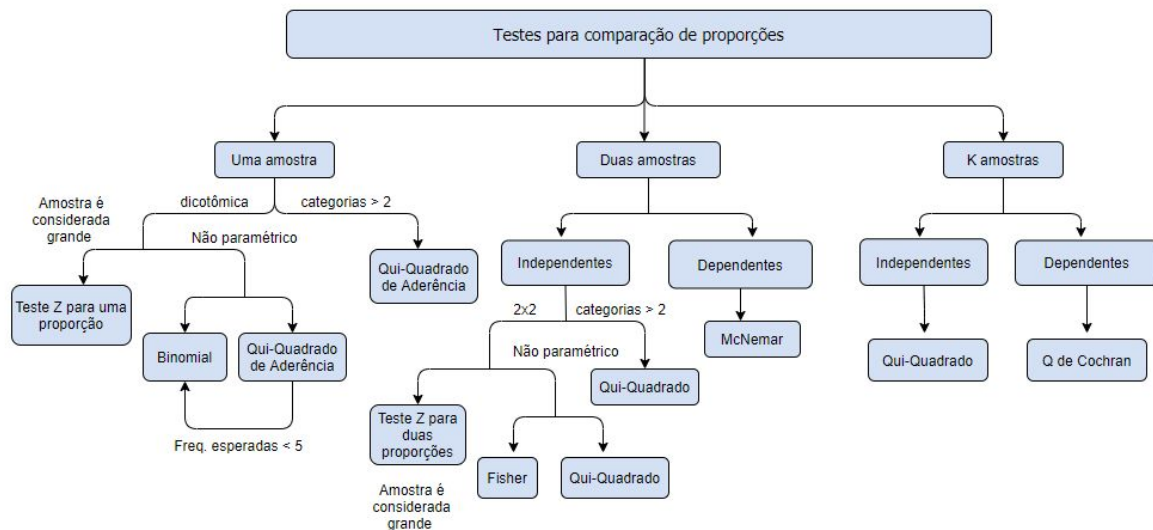 Testes para comparação de proporções
Uma amostra
Duas amostras
K amostras
Amostra é
considerada
grande
dicotômica
categorias > 2
Não paramétrico
Teste Z para uma
proporção
Binomial
Qui-Quadrado
de Aderência
Freq. esperadas < 5
Qui-Quadrado
de Aderência
Independentes
Dependentes
2x2
categorias > 2
Não paramétrico
McNemar
Qui-Quadrado
Teste Z para
duas
proporções
Amostra é
considerada
grande
Fisher
Qui-Quadrado
Independentes
Dependentes
Qui-Quadrado
Q de Cochran